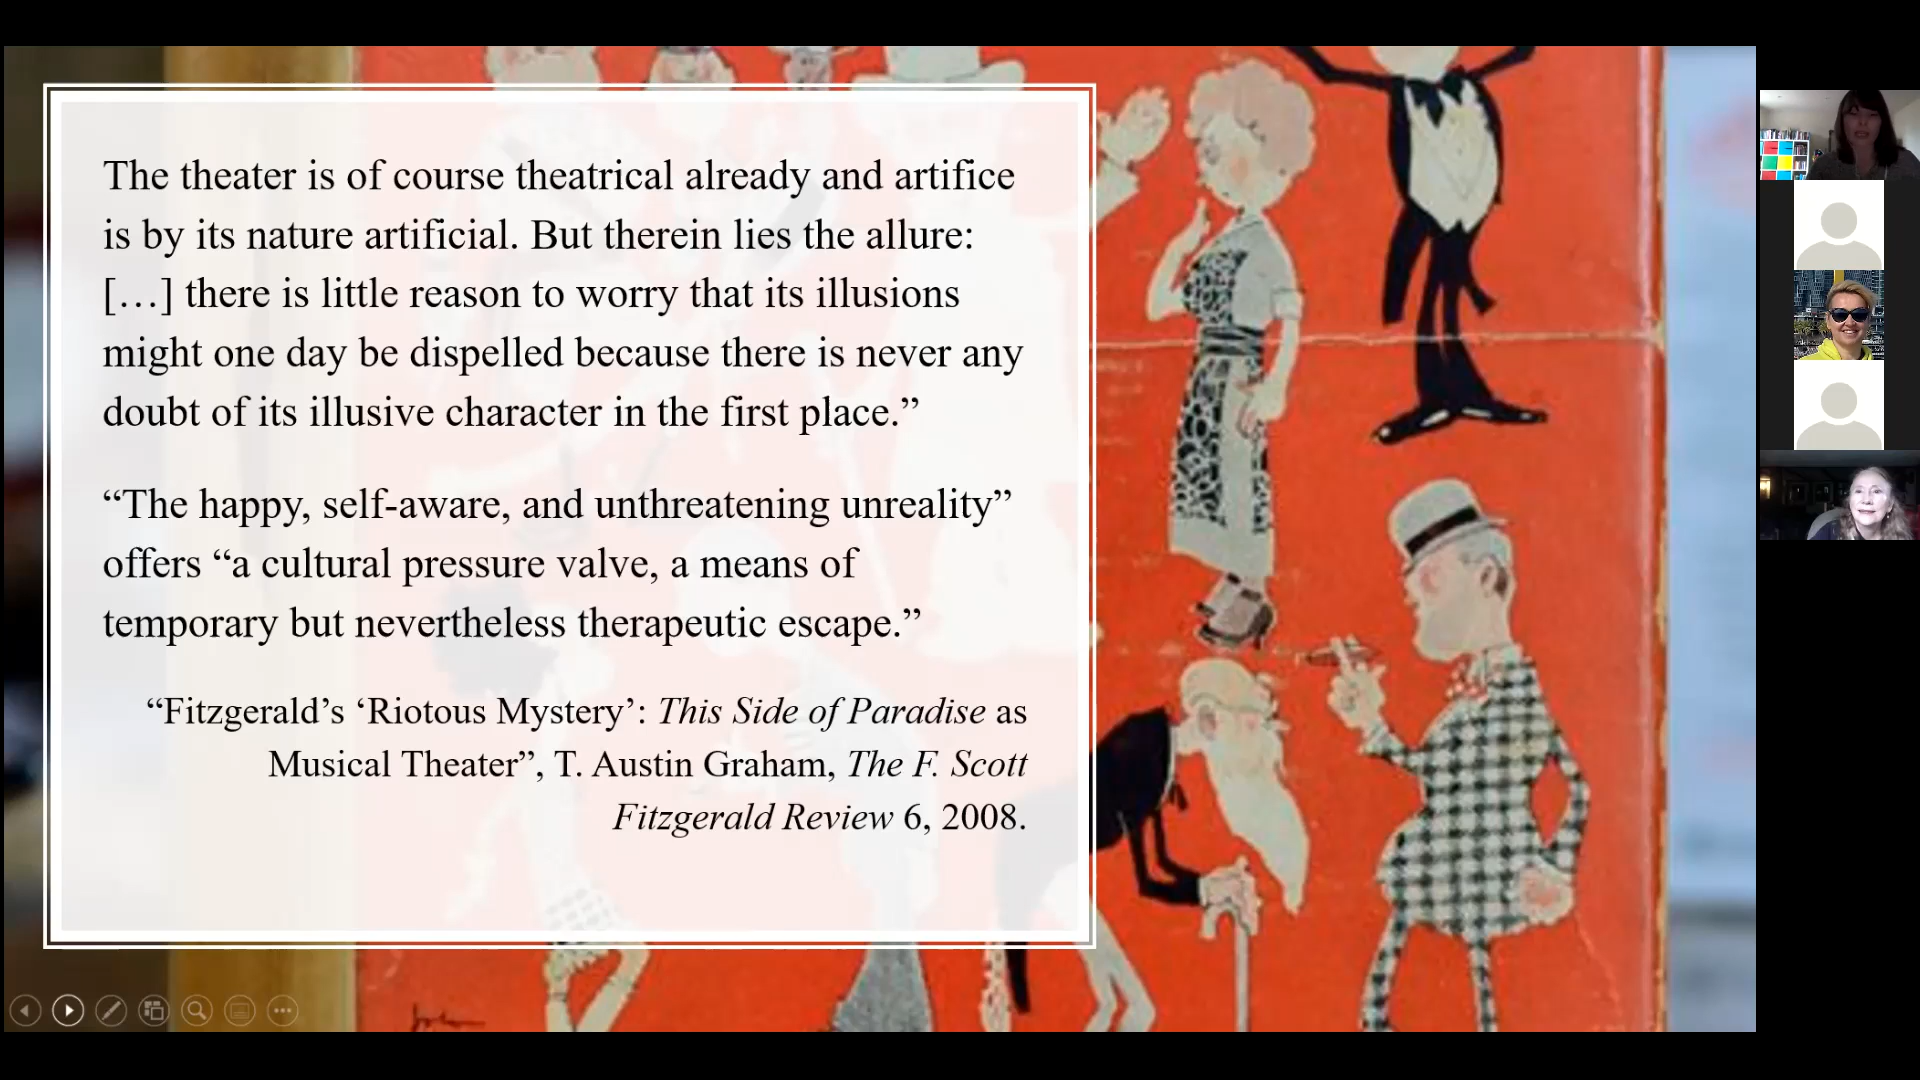 The theater is of course theatrical already and artifice
is by its nature artificial. But therein lies the allure:
[…] there is little reason to worry that its illusions
might one day be dispelled because there is never any
doubt of its illusive character in the first place.”
“The happy, self-aware, and unthreatening unreality”
offers “a cultural pressure valve, a means of
temporary but nevertheless therapeutic escape.”
“Fitzgerald’s ‘Riotous Mystery’: This Side of Paradise as
Musical Theater”, T. Austin Graham, The F. Scott
Fitzgerald Review 6, 2008.